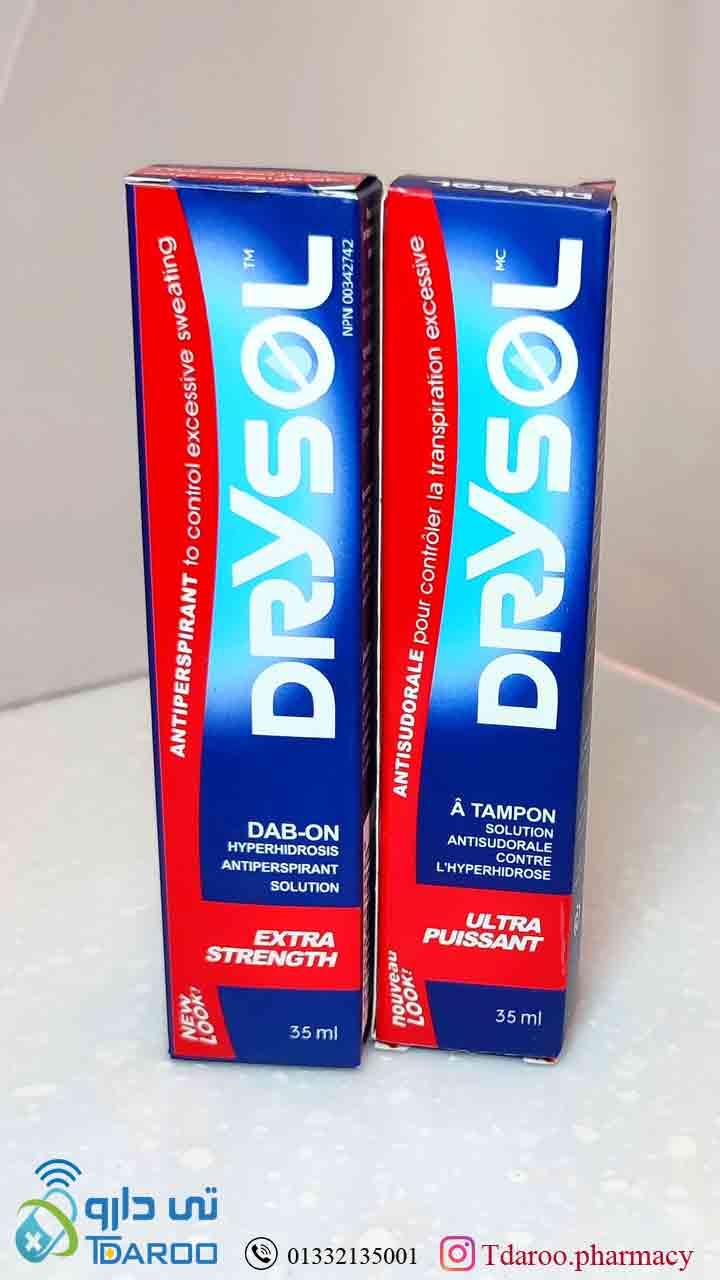 ANTIPERSPIRANT to control excessive sweating
DRYSOL™
NPN 00342742
DAB-ON
HYPERHIDROSIS
ANTIPERSPIRANT
SOLUTION
EXTRA
STRENGTH
NEW
LOOK!
35 ml
DRYSOL
ANTISUDORALE pour contrôler la transpiration excessive
DRYSOL MC
Â TAMPON
SOLUTION
ANTISUDORALE
CONTRE
L'HYPERHIDROSE
ULTRA
PUISSANT
nouveau
LOOK!
35 ml
تی دارو
TDAROO
01332135001
Tdaroo.pharmacy